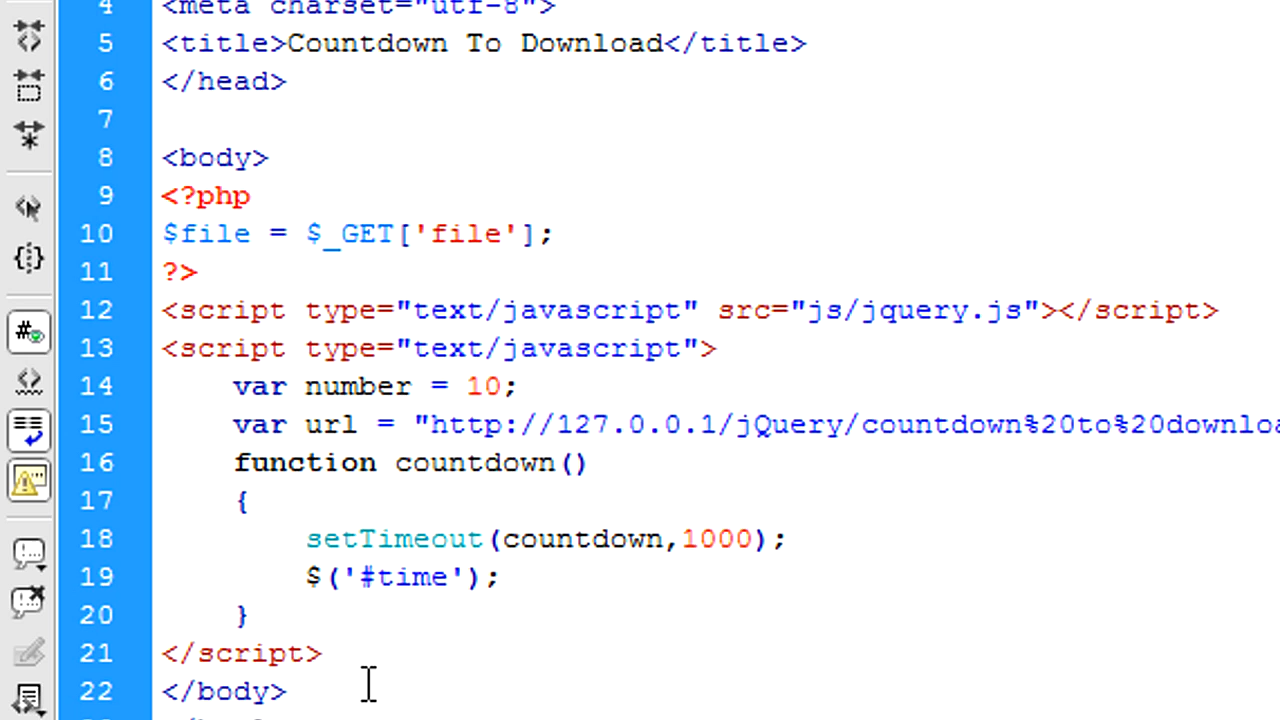 4 <meta charset="utf-8">
5 <title>Countdown To Download</title>
6 </head>
7
8 <body>
9 <?php
10 $file = $_GET['file'];
11 ?>
12 <script type="text/javascript" src="js/jquery.js"></script>
13 <script type="text/javascript">
14 var number = 10;
15 var url = "http://127.0.0.1/jQuery/countdown%20to%20downloa
16 function countdown()
17 {
18 setTimeout(countdown,1000);
19 $('#time');
20 }
21 </script>
22 </body>